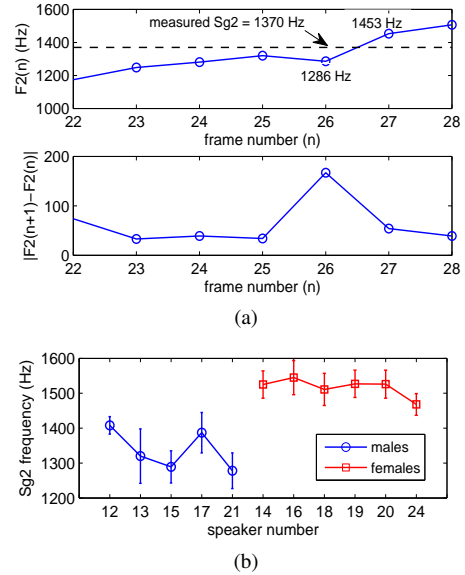 measured Sg2 = 1370 Hz
1453 Hz
1286 Hz
F2(n) (Hz)
1600
1400
1200
1000
22 23 24 25 26 27 28
frame number (n)
|F2(n+1)−F2(n)|
200
100
0
22 23 24 25 26 27 28
frame number (n)
(a)
Sg2 frequency (Hz)
1600
1500
1400
1300
1200
males
females
12 13 15 17 21 14 16 18 19 20 24
speaker number
(b)